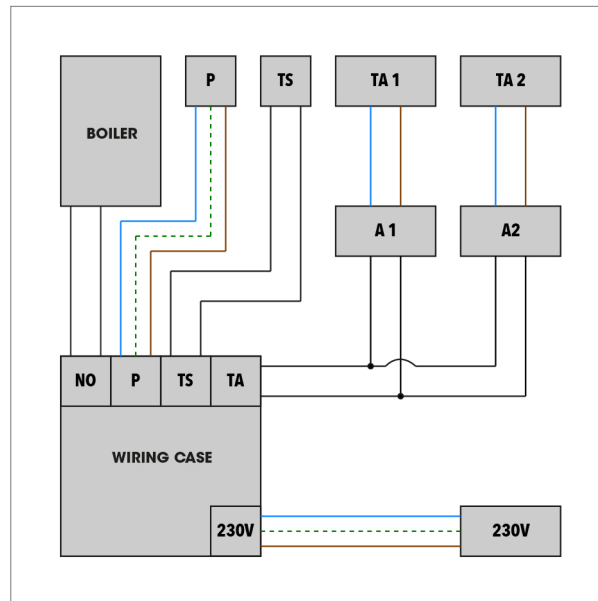 BOILER
P
TS
TA 1
TA 2
A 1
A2
NO
P
TS
TA
WIRING CASE
230V
230V